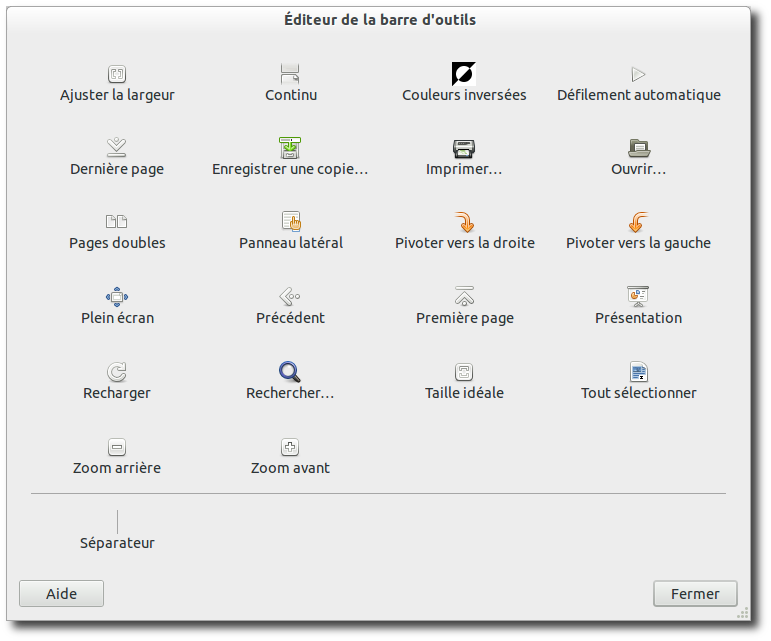 Éditeur de la barre d'outils
Ajuster la largeur
Continu
Couleurs inversées
Défilement automatique
Dernière page
Enregistrer une copie…
Imprimer…
Ouvrir…
Pages doubles
Panneau latéral
Pivoter vers la droite
Pivoter vers la gauche
Plein écran
Précédent
Première page
Présentation
Recharger
Rechercher…
Taille idéale
Tout sélectionner
Zoom arrière
Zoom avant
Séparateur
Aide
Fermer